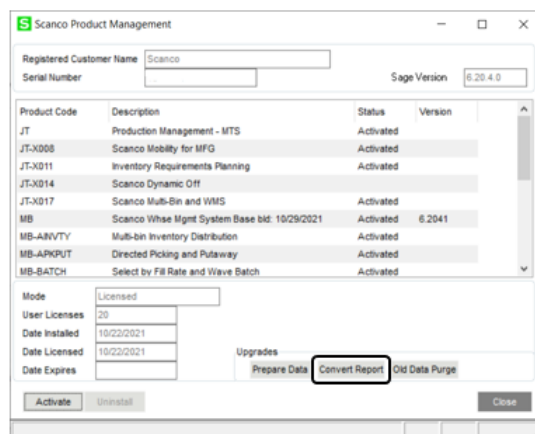 S Scanco Product Management
Registered Customer Name Scanco
Serial Number Sage Version 6.20.4.0
Product Code Description Status Version
JT Production Management - MTS Activated
JT-X008 Scanco Mobility for MFG Activated
JT-X011 Inventory Requirements Planning Activated
JT-X014 Scanco Dynamic Off
JT-X017 Scanco Multi-Bin and WMS Activated
MB Scanco Whse Mgmt System Base bld: 10/29/2021 Activated 6.2041
MB-AINVTY Multi-bin Inventory Distribution Activated
MB-APKPUT Directed Picking and Putaway Activated
MB-BATCH Select by Fill Rate and Wave Batch Activated
Mode Licensed
User Licenses 20
Date Installed 10/22/2021
Date Licensed 10/22/2021 Upgrades
Date Expires Prepare Data Convert Report Old Data Purge
Activate Uninstall Close